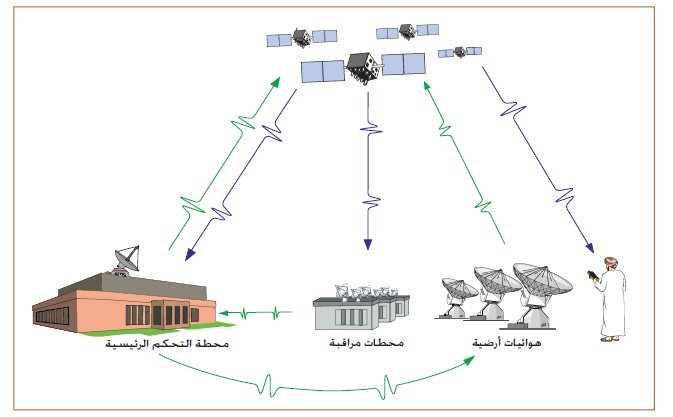 هوائيات أرضية
محطات مراقبة
محطة التحكم الرئيسية